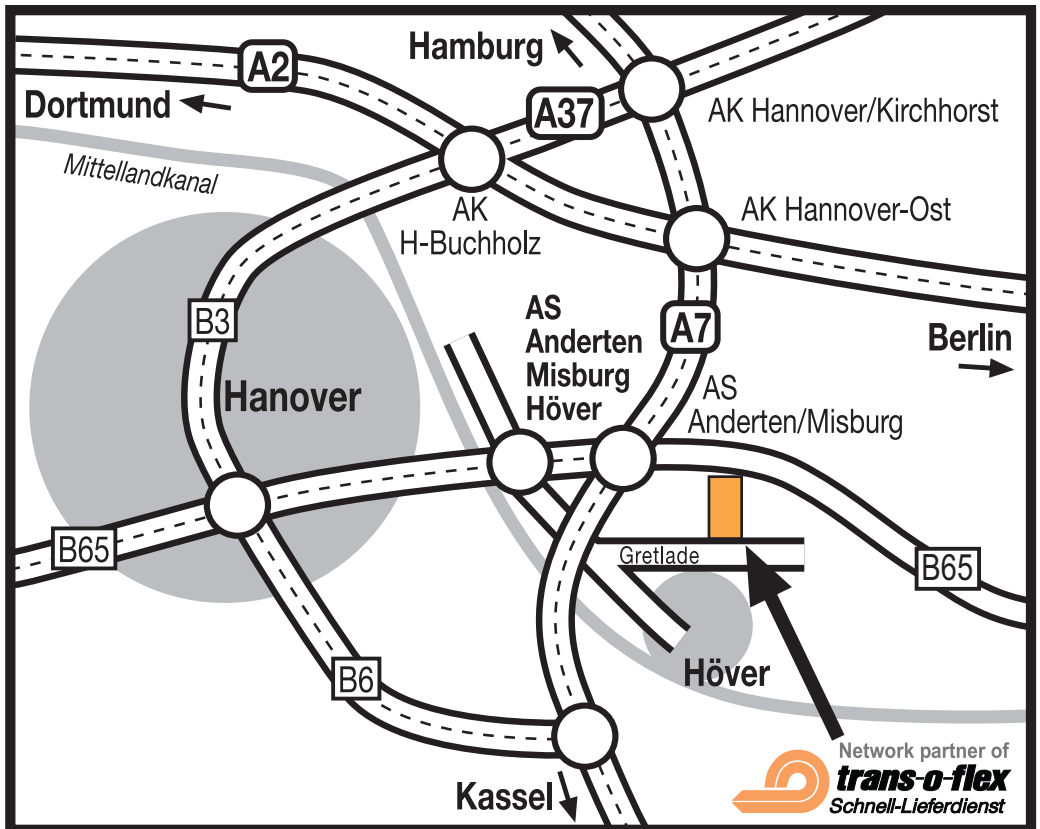 Hamburg
A2
Dortmund
A37
AK Hannover/Kirchhorst
Mittellandkanal
AK
H-Buchholz
AK Hannover-Ost
B3
AS
Anderten
Misburg
Höver
A7
Berlin
Hanover
AS
Anderten/Misburg
B65
Gretlade
B65
B6
Höver
Kassel
Network partner of
trans-o-flex
Schnell-Lieferdienst